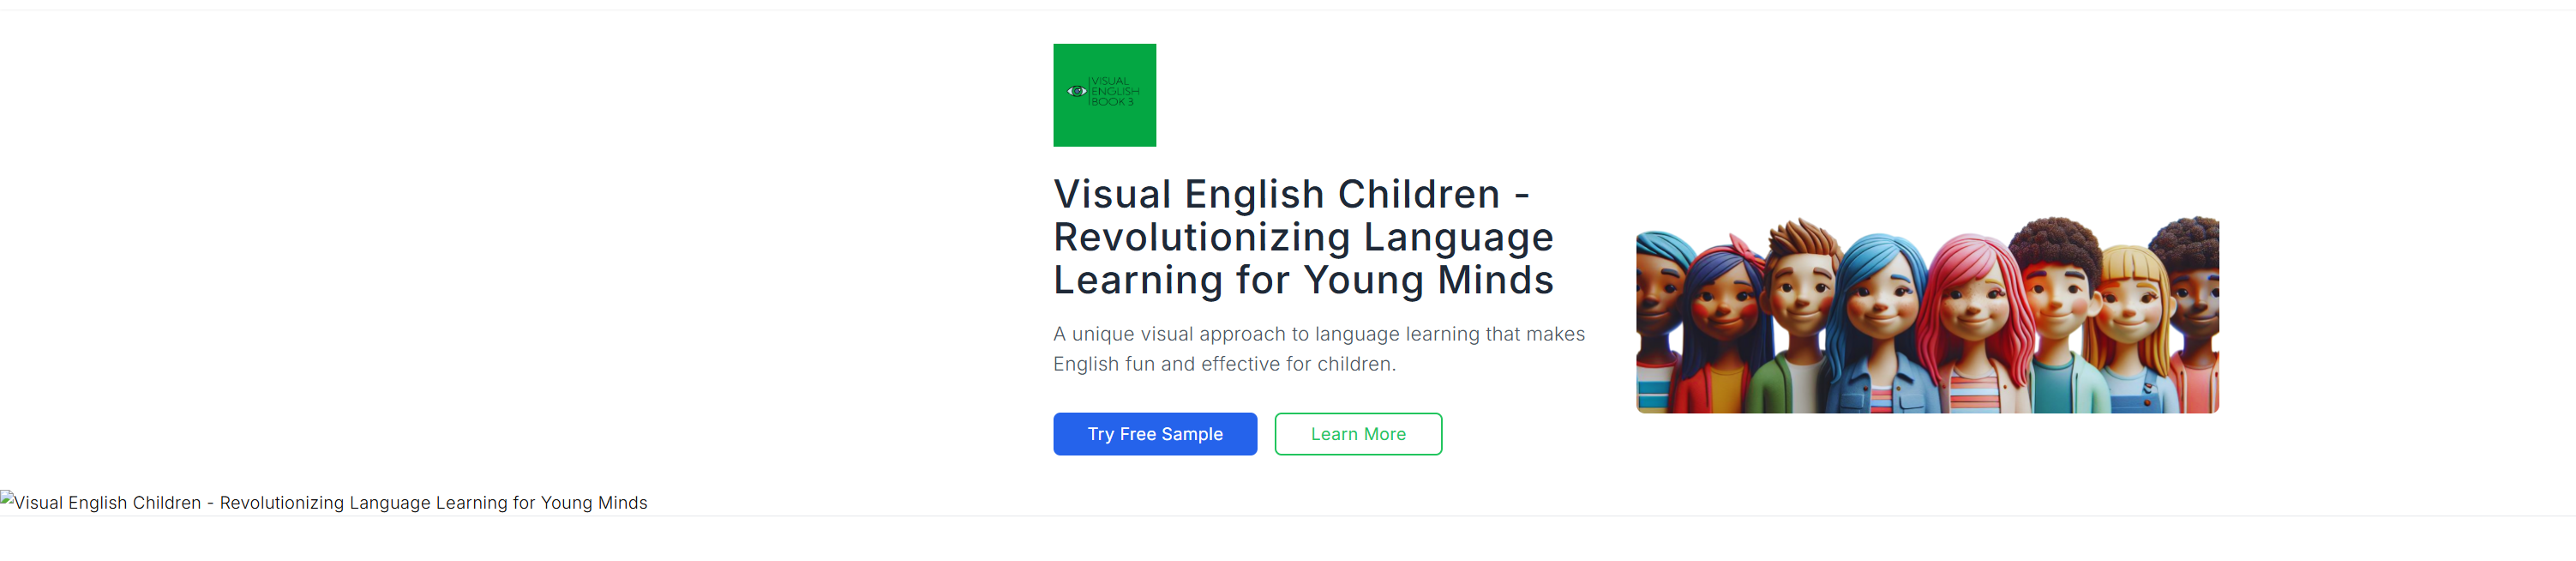 VISUAL
ENGLISH
BOOK 3
Visual English Children -
Revolutionizing Language
Learning for Young Minds
A unique visual approach to language learning that makes
English fun and effective for children.
Try Free Sample
Learn More
Visual English Children - Revolutionizing Language Learning for Young Minds